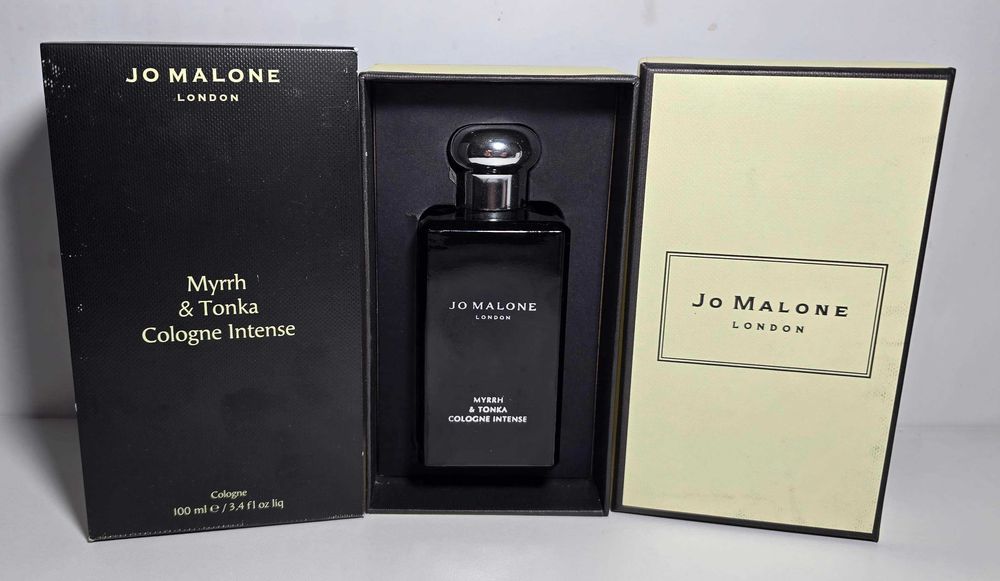 JO MALONE
LONDON
Myrrh
& Tonka
Cologne Intense
Cologne
100 ml ℮ / 3.4 fl oz liq
JO MALONE
LONDON
MYRRH
& TONKA
COLOGNE INTENSE
JO MALONE
LONDON